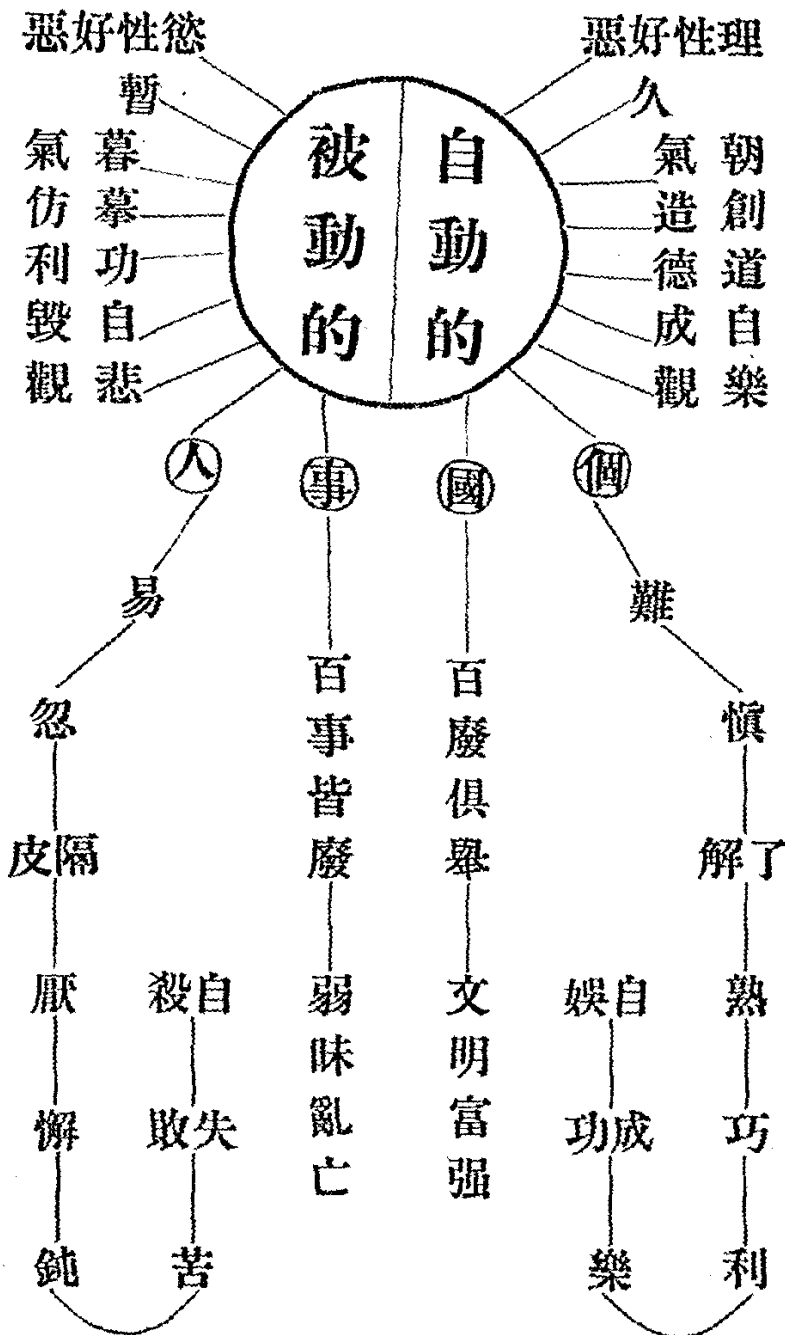 自動的
理性好惡
久
朝氣
創造
道德
自成
樂觀
被動的
慾性好惡
暫
暮氣
摹仿
功利
自毀
悲觀
個
難
愼
了解
熟
巧
利
樂
成功
自娛
國
百廢俱舉
文明富强
事
百事皆廢
弱昧亂亡
人
易
忽
隔皮
厭
懈
鈍
苦
失敗
自殺